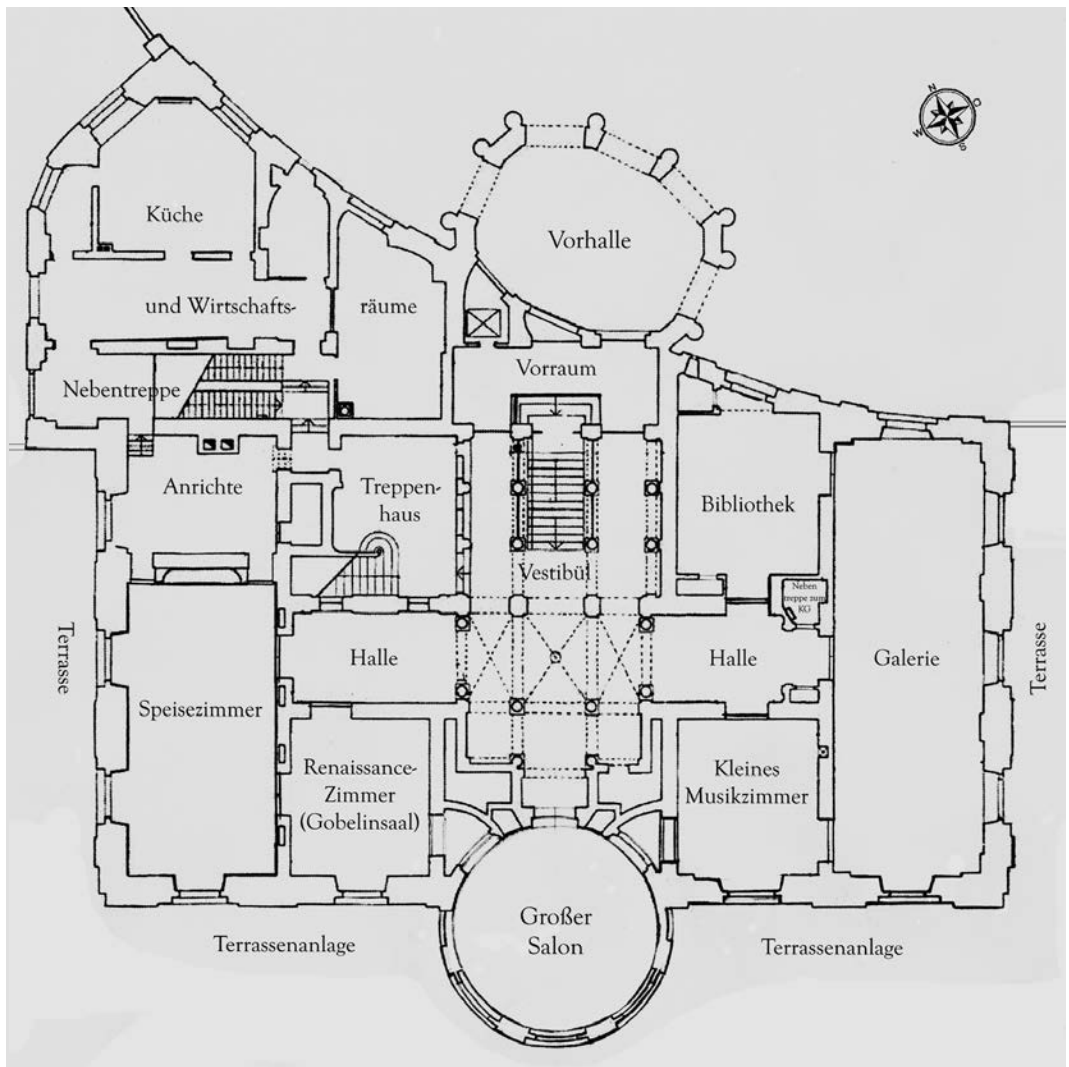 N
O
W
S
Küche
Vorhalle
und Wirtschafts-
räume
Vorraum
Nebentreppe
Anrichte
Treppen-
haus
Bibliothek
Vestibül
Neben
treppe zum
KG
Terrasse
Halle
Halle
Galerie
Terrasse
Speisezimmer
Renaissance-
Zimmer
(Gobelinsaal)
Kleines
Musikzimmer
Großer
Salon
Terrassenanlage
Terrassenanlage